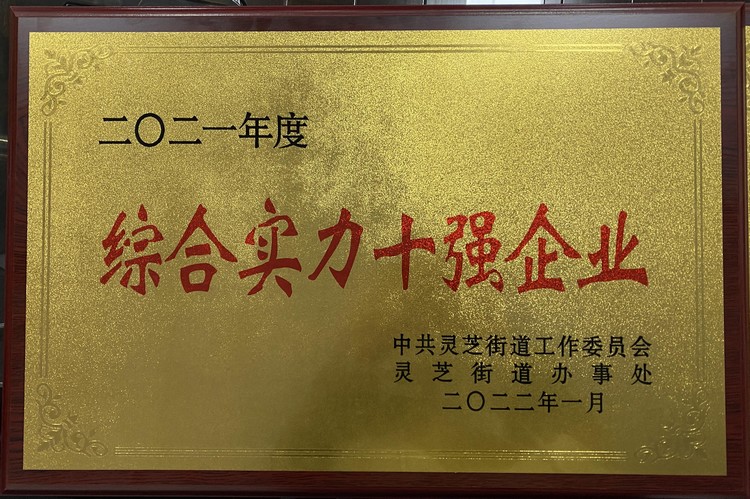 二〇二一年度
综合实力十强企业
中共灵芝街道工作委员会
灵芝街道办事处
二〇二二年一月